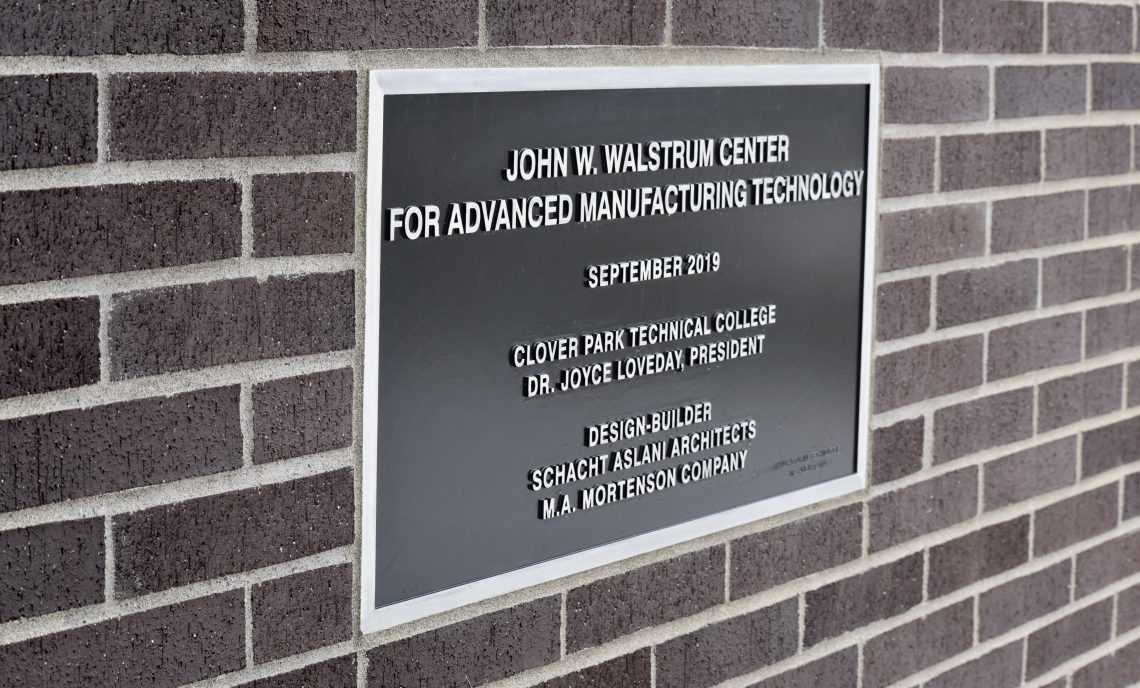 JOHN W. WALSTRUM CENTER
FOR ADVANCED MANUFACTURING TECHNOLOGY
SEPTEMBER 2019
CLOVER PARK TECHNICAL COLLEGE
DR. JOYCE LOVEDAY, PRESIDENT
DESIGN-BUILDER
SCHACHT ASLANI ARCHITECTS
M.A. MORTENSON COMPANY